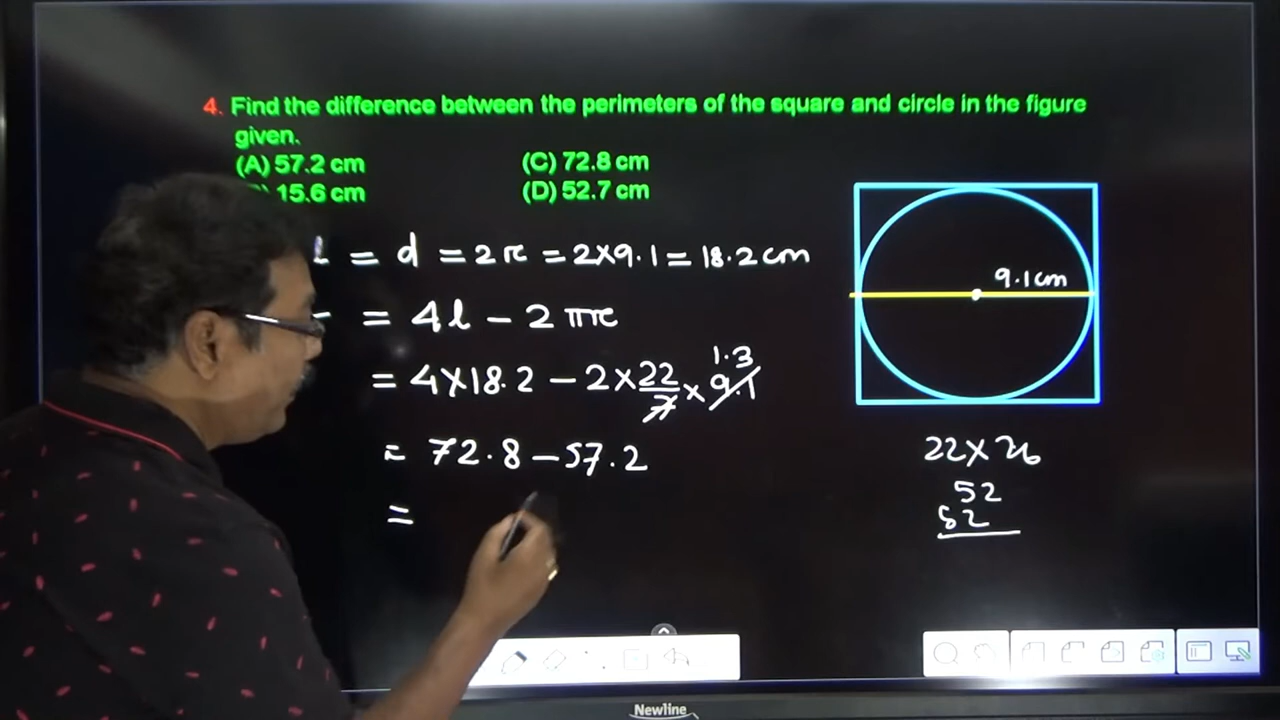 4. Find the difference between the perimeters of the square and circle in the figure
given.
(A) 57.2 cm (C) 72.8 cm
15.6 cm (D) 52.7 cm
l = d = 2r = 2×9.1 = 18.2 cm
= 4l - 2πr
= 4×18.2 - 2×22/7×9.1 1.3
= 72.8 - 57.2
=
9.1cm
22×26
52
52
Newline